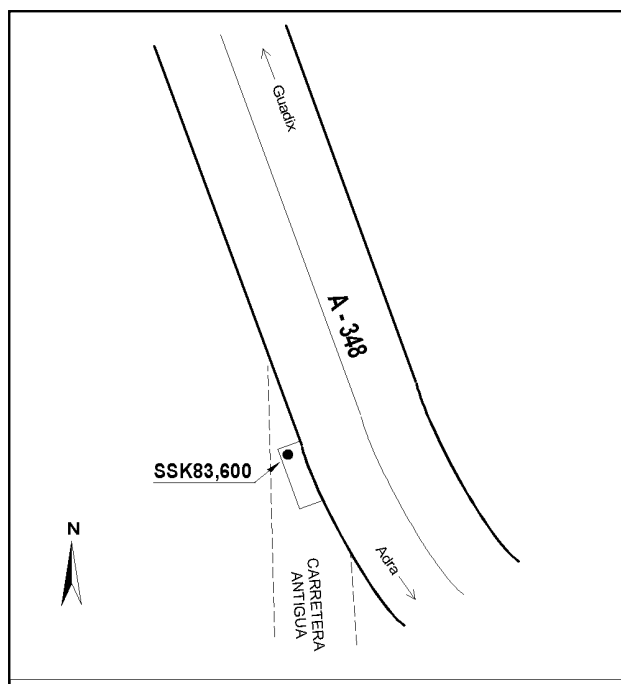 Guadix
A - 348
SSK83,600
N
Adra
CARRETERA
ANTIGUA